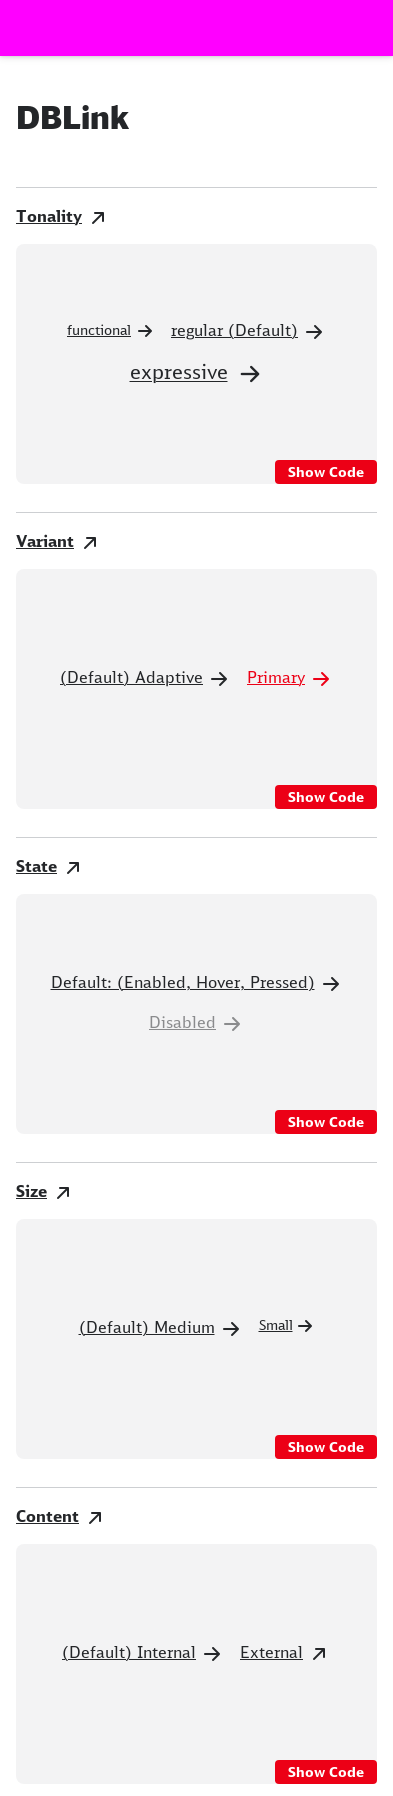 DBLink
Tonality
functional regular (Default)
expressive
Show Code
Variant
(Default) Adaptive Primary
Show Code
State
Default: (Enabled, Hover, Pressed)
Disabled
Show Code
Size
(Default) Medium Small
Show Code
Content
(Default) Internal External
Show Code